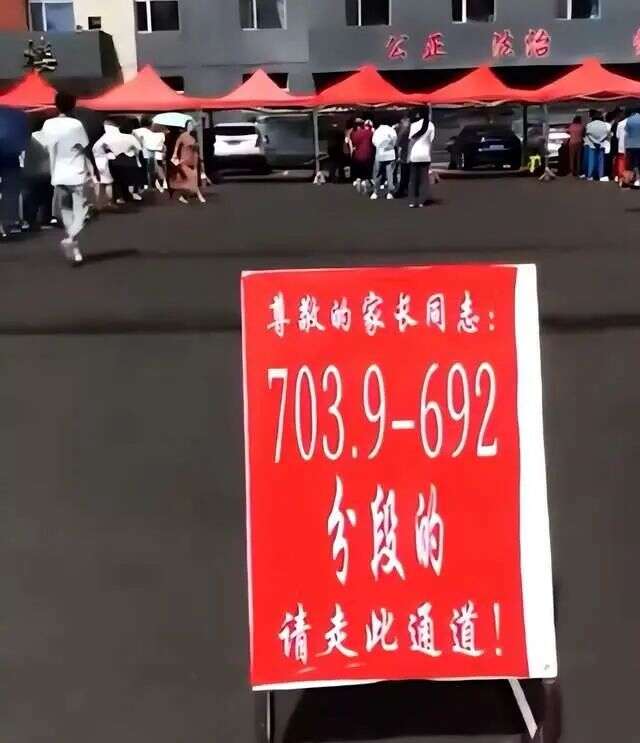 公正 法治
尊敬的家长同志：
703.9-692
分段的
请走此通道！